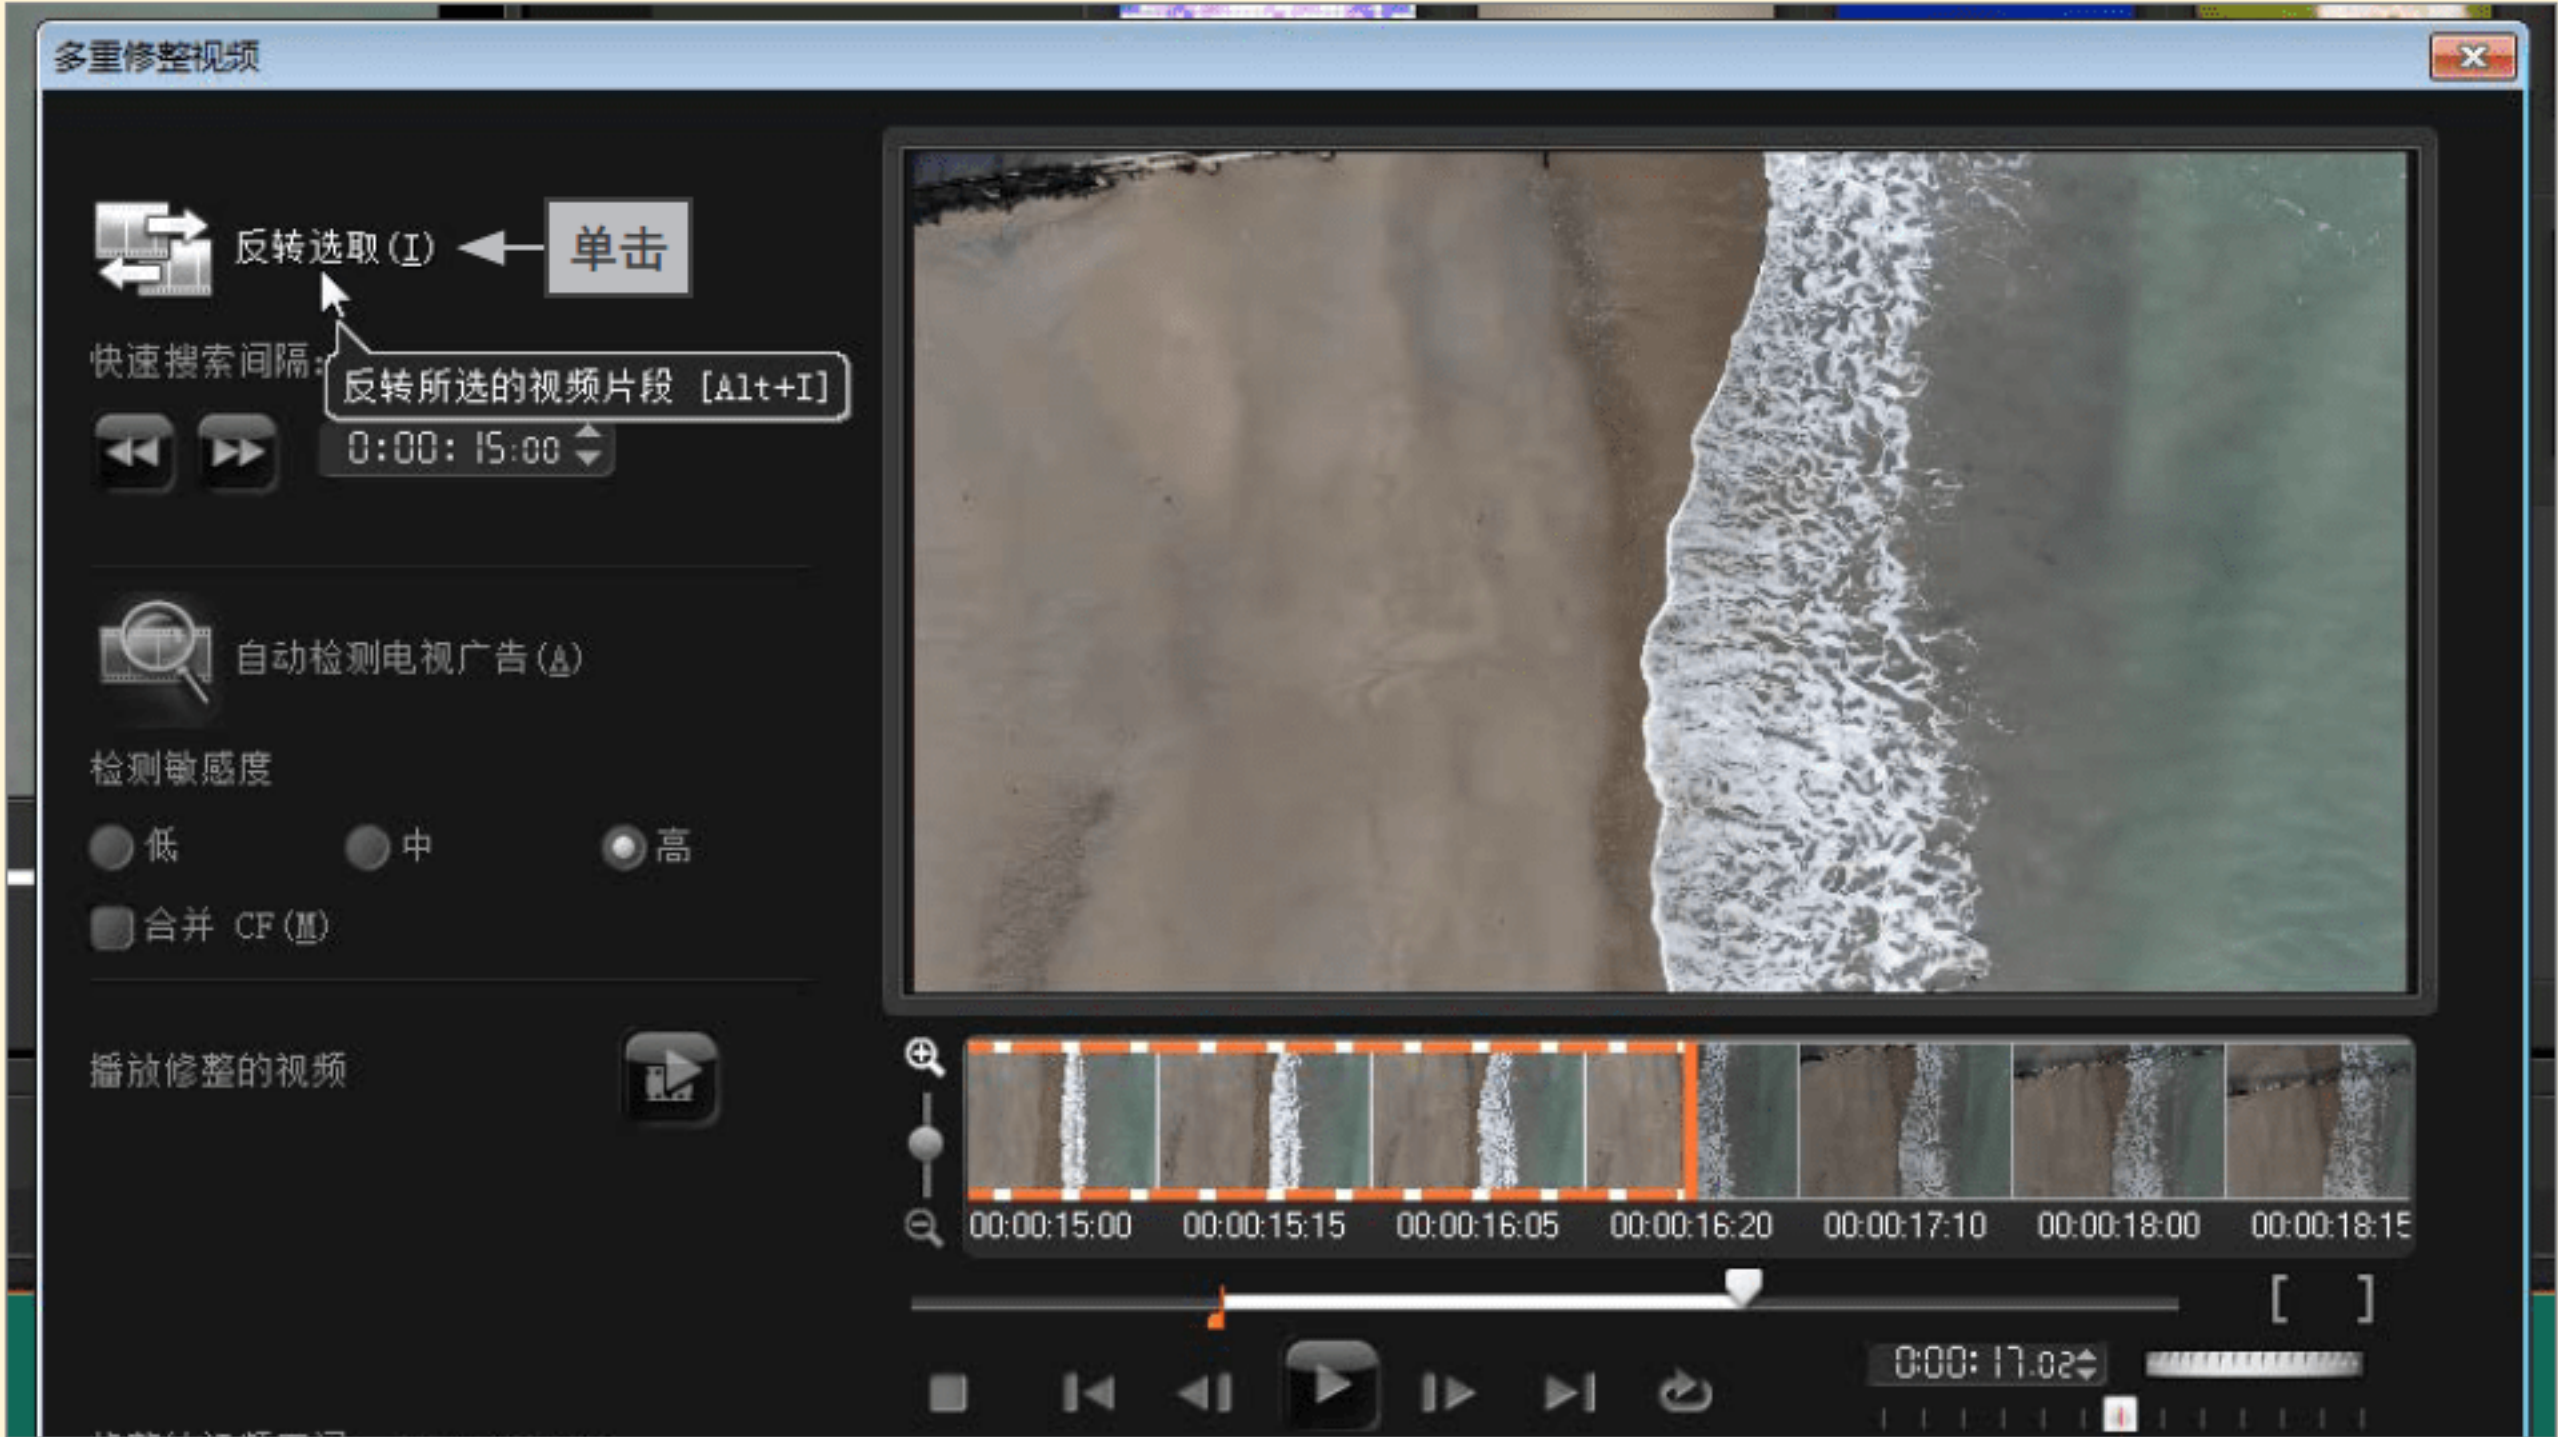 多重修整视频
反转选取(I)
单击
快速搜索间隔:
反转所选的视频片段 [Alt+I]
0:00:15:00
自动检测电视广告(A)
检测敏感度
低 中 高
合并 CF(M)
播放修整的视频
00:00:15:00 00:00:15:15 00:00:16:05 00:00:16:20 00:00:17:10 00:00:18:00 00:00:18:15
[ ]
0:00:17.02